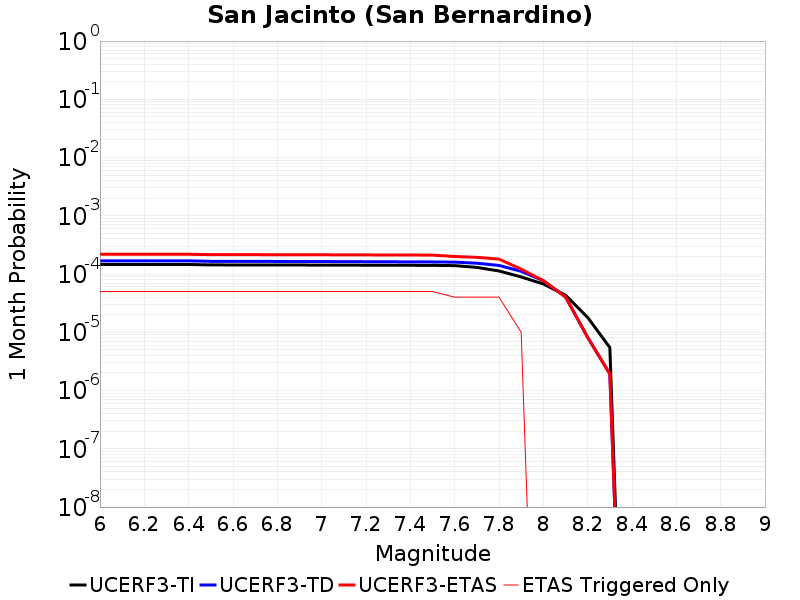 San Jacinto (San Bernardino)
1 Month Probability
10^0
10^-1
10^-2
10^-3
10^-4
10^-5
10^-6
10^-7
10^-8
6 6.2 6.4 6.6 6.8 7 7.2 7.4 7.6 7.8 8 8.2 8.4 8.6 8.8 9
Magnitude
UCERF3-TI UCERF3-TD UCERF3-ETAS ETAS Triggered Only